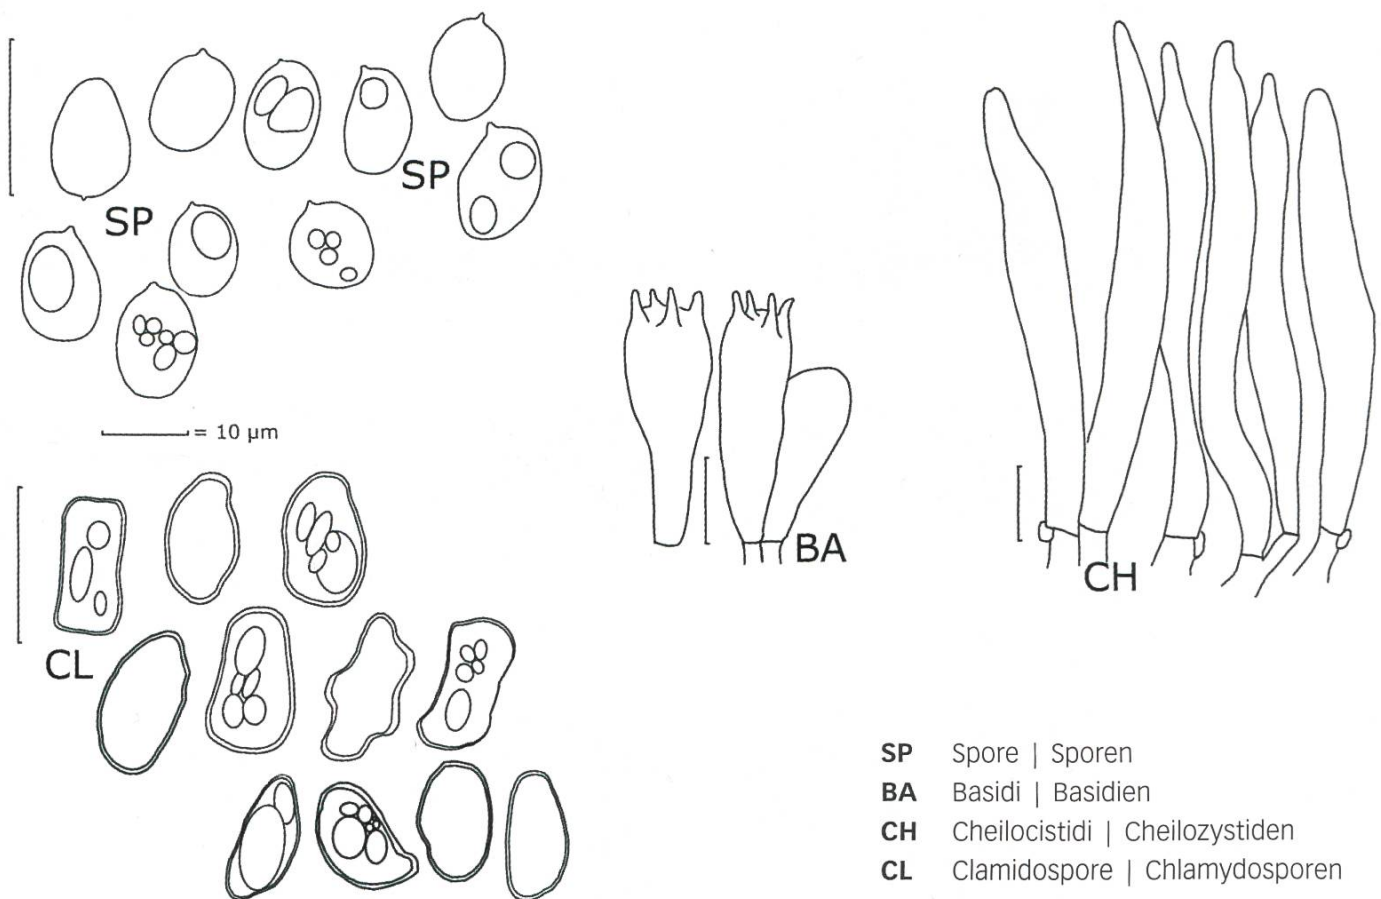 SP
SP
= 10 µm
CL
BA
CH
SP Spore | Sporen
BA Basidi | Basidien
CH Cheilocistidi | Cheilozystiden
CL Clamidospore | Chlamydosporen